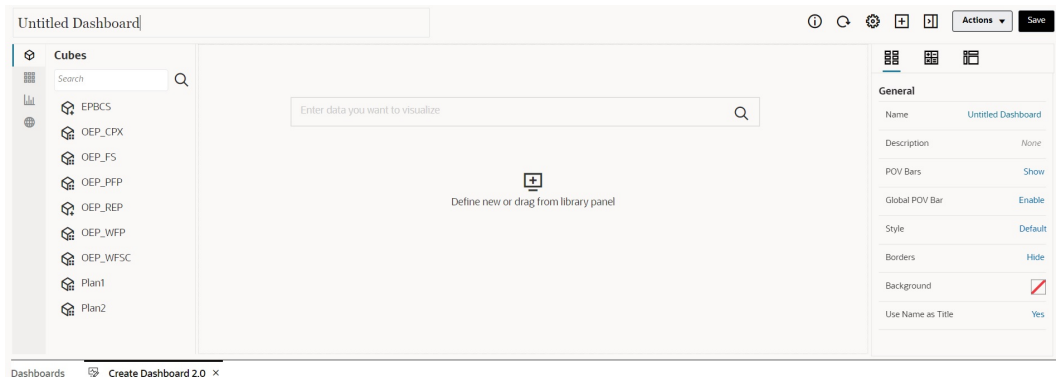 Untitled Dashboard
Actions
Save
Cubes
Search
EPBCS
OEP_CPX
OEP_FS
OEP_PFP
OEP_REP
OEP_WFP
OEP_WFSC
Plan1
Plan2
Enter data you want to visualize
Define new or drag from library panel
General
Name Untitled Dashboard
Description None
POV Bars Show
Global POV Bar Enable
Style Default
Borders Hide
Background
Use Name as Title Yes
Dashboards Create Dashboard 2.0 ×